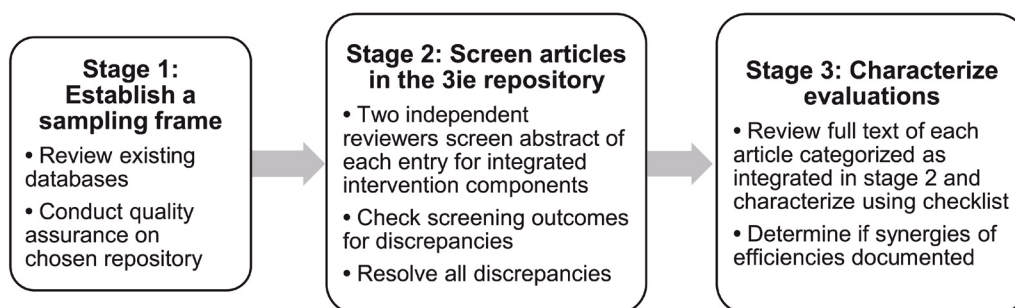 Stage 1:
Establish a
sampling frame
• Review existing
databases
• Conduct quality
assurance on
chosen repository
Stage 2: Screen articles
in the 3ie repository
• Two independent
reviewers screen abstract of
each entry for integrated
intervention components
• Check screening outcomes
for discrepancies
• Resolve all discrepancies
Stage 3: Characterize
evaluations
• Review full text of each
article categorized as
integrated in stage 2 and
characterize using checklist
• Determine if synergies of
efficiencies documented